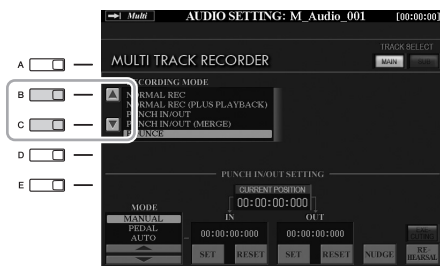 Multi AUDIO SETTING: M_Audio_001 [00:00:00]
TRACK SELECT
MULTI TRACK RECORDER
MAIN SUB
A
RECORDING MODE
B
NORMAL REC
NORMAL REC (PLUS PLAYBACK)
C
PUNCH IN/OUT
PUNCH IN/OUT (MERGE)
BOUNCE
D
E
PUNCH IN/OUT SETTING
CURRENT POSITION
00:00:00:000
MODE IN OUT
MANUAL
PEDAL
AUTO
00:00:00:000 00:00:00:000
SET RESET SET RESET NUDGE
RE-
HEARSAL